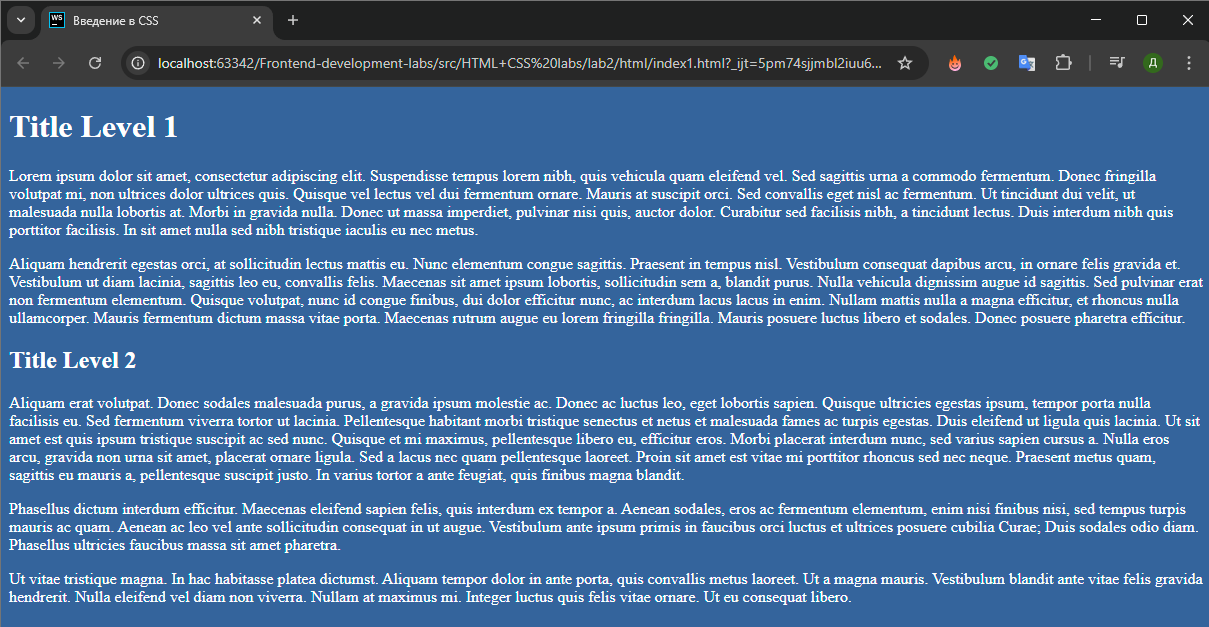 WS
Введение в CSS
localhost:63342/Frontend-development-labs/src/HTML+CSS%20labs/lab2/html/index1.html?_ijt=5pm74sjjmbl2iuu6...
Д
Title Level 1
Lorem ipsum dolor sit amet, consectetur adipiscing elit. Suspendisse tempus lorem nibh, quis vehicula quam eleifend vel. Sed sagittis urna a commodo fermentum. Donec fringilla
volutpat mi, non ultrices dolor ultrices quis. Quisque vel lectus vel dui fermentum ornare. Mauris at suscipit orci. Sed convallis eget nisl ac fermentum. Ut tincidunt dui velit, ut
malesuada nulla lobortis at. Morbi in gravida nulla. Donec ut massa imperdiet, pulvinar nisi quis, auctor dolor. Curabitur sed facilisis nibh, a tincidunt lectus. Duis interdum nibh quis
porttitor facilisis. In sit amet nulla sed nibh tristique iaculis eu nec metus.
Aliquam hendrerit egestas orci, at sollicitudin lectus mattis eu. Nunc elementum congue sagittis. Praesent in tempus nisl. Vestibulum consequat dapibus arcu, in ornare felis gravida et.
Vestibulum ut diam lacinia, sagittis leo eu, convallis felis. Maecenas sit amet ipsum lobortis, sollicitudin sem a, blandit purus. Nulla vehicula dignissim augue id sagittis. Sed pulvinar erat
non fermentum elementum. Quisque volutpat, nunc id congue finibus, dui dolor efficitur nunc, ac interdum lacus lacus in enim. Nullam mattis nulla a magna efficitur, et rhoncus nulla
ullamcorper. Mauris fermentum dictum massa vitae porta. Maecenas rutrum augue eu lorem fringilla fringilla. Mauris posuere luctus libero et sodales. Donec posuere pharetra efficitur.
Title Level 2
Aliquam erat volutpat. Donec sodales malesuada purus, a gravida ipsum molestie ac. Donec ac luctus leo, eget lobortis sapien. Quisque ultricies egestas ipsum, tempor porta nulla
facilisis eu. Sed fermentum viverra tortor ut lacinia. Pellentesque habitant morbi tristique senectus et netus et malesuada fames ac turpis egestas. Duis eleifend ut ligula quis lacinia. Ut sit
amet est quis ipsum tristique suscipit ac sed nunc. Quisque et mi maximus, pellentesque libero eu, efficitur eros. Morbi placerat interdum nunc, sed varius sapien cursus a. Nulla eros
arcu, gravida non urna sit amet, placerat ornare ligula. Sed a lacus nec quam pellentesque laoreet. Proin sit amet est vitae mi porttitor rhoncus sed nec neque. Praesent metus quam,
sagittis eu mauris a, pellentesque suscipit justo. In varius tortor a ante feugiat, quis finibus magna blandit.
Phasellus dictum interdum efficitur. Maecenas eleifend sapien felis, quis interdum ex tempor a. Aenean sodales, eros ac fermentum elementum, enim nisi finibus nisi, sed tempus turpis
mauris ac quam. Aenean ac leo vel ante sollicitudin consequat in ut augue. Vestibulum ante ipsum primis in faucibus orci luctus et ultrices posuere cubilia Curae; Duis sodales odio diam.
Phasellus ultricies faucibus massa sit amet pharetra.
Ut vitae tristique magna. In hac habitasse platea dictumst. Aliquam tempor dolor in ante porta, quis convallis metus laoreet. Ut a magna mauris. Vestibulum blandit ante vitae felis gravida
hendrerit. Nulla eleifend vel diam non viverra. Nullam at maximus mi. Integer luctus quis felis vitae ornare. Ut eu consequat libero.